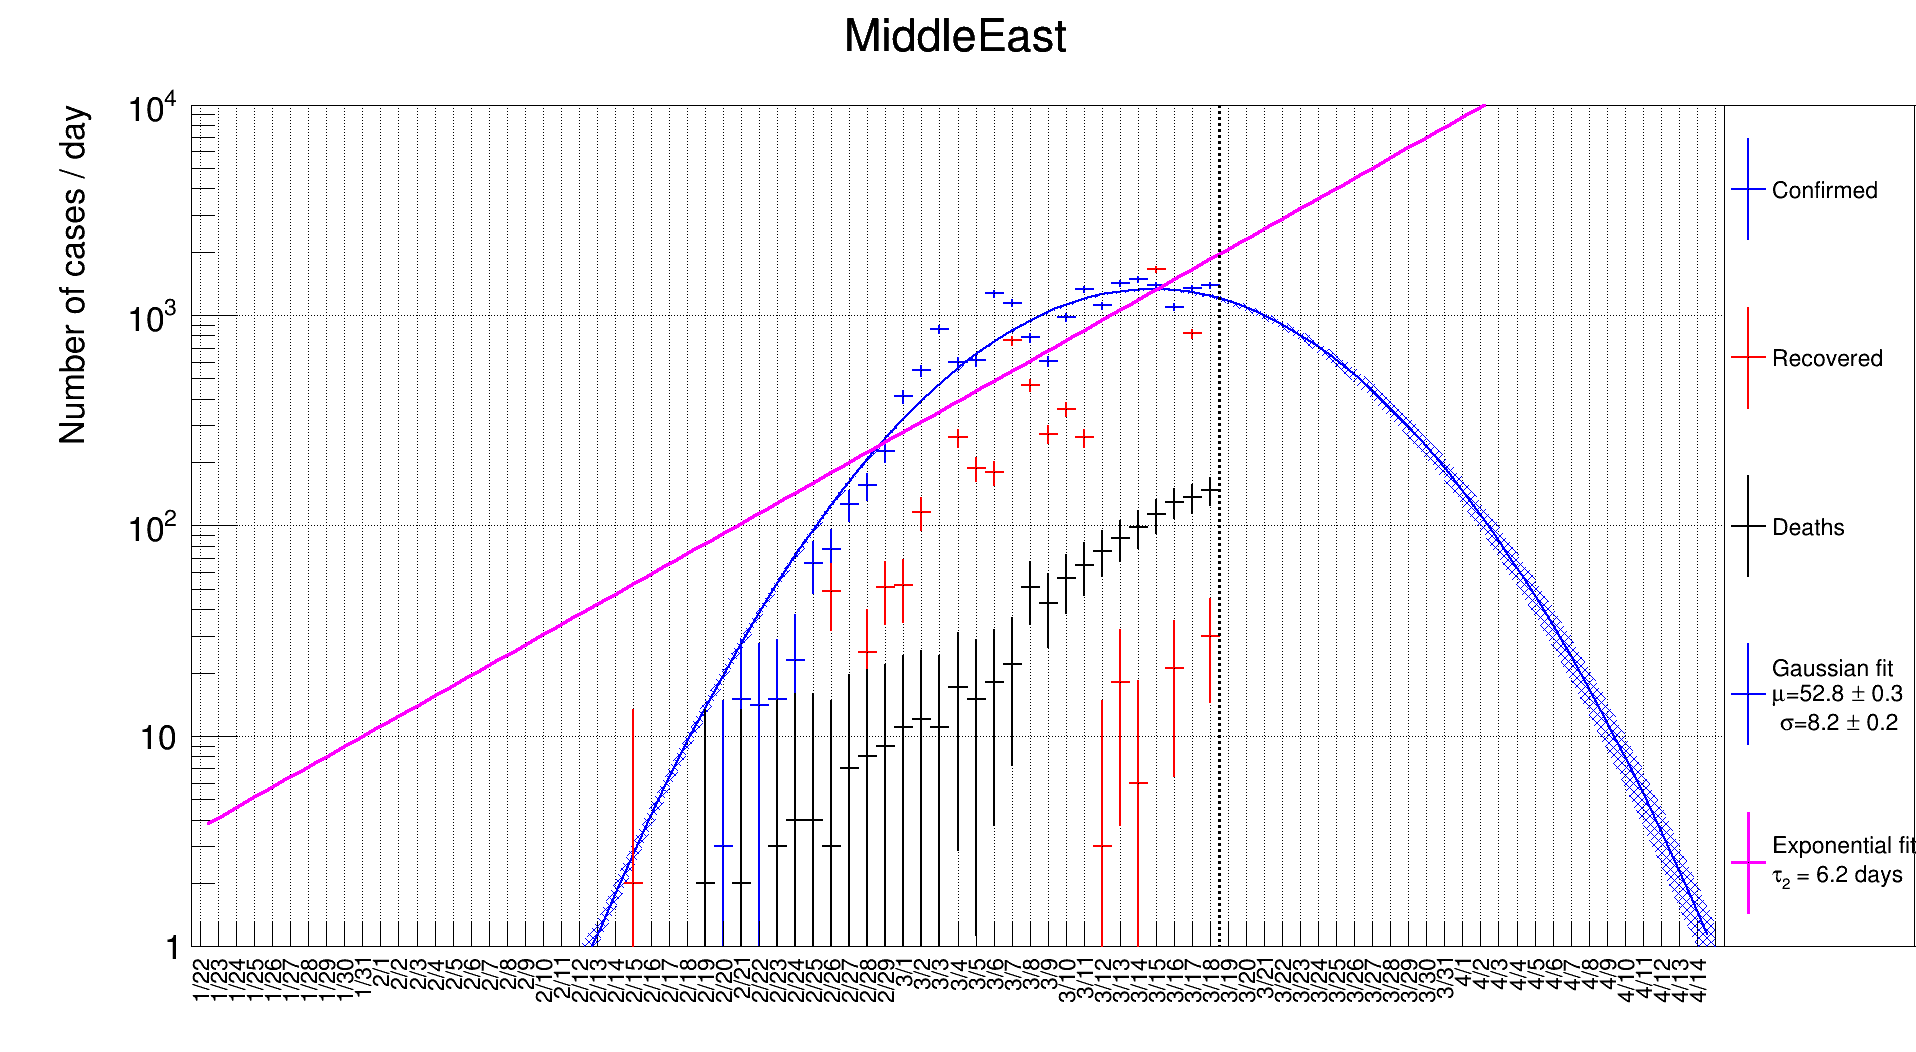 MiddleEast
Number of cases / day
10⁴
10³
10²
10
1
1/22 1/23 1/24 1/25 1/26 1/27 1/28 1/29 1/30 1/31 2/1 2/2 2/3 2/4 2/5 2/6 2/7 2/8 2/9 2/10 2/11 2/12 2/13 2/14 2/15 2/16 2/17 2/18 2/19 2/20 2/21 2/22 2/23 2/24 2/25 2/26 2/27 2/28 2/29 3/1 3/2 3/3 3/4 3/5 3/6 3/7 3/8 3/9 3/10 3/11 3/12 3/13 3/14 3/15 3/16 3/17 3/18 3/19 3/20 3/21 3/22 3/23 3/24 3/25 3/26 3/27 3/28 3/29 3/30 3/31 4/1 4/2 4/3 4/4 4/5 4/6 4/7 4/8 4/9 4/10 4/11 4/12 4/13 4/14
Confirmed
Recovered
Deaths
Gaussian fit
μ=52.8 ± 0.3
σ=8.2 ± 0.2
Exponential fit
τ₂ = 6.2 days